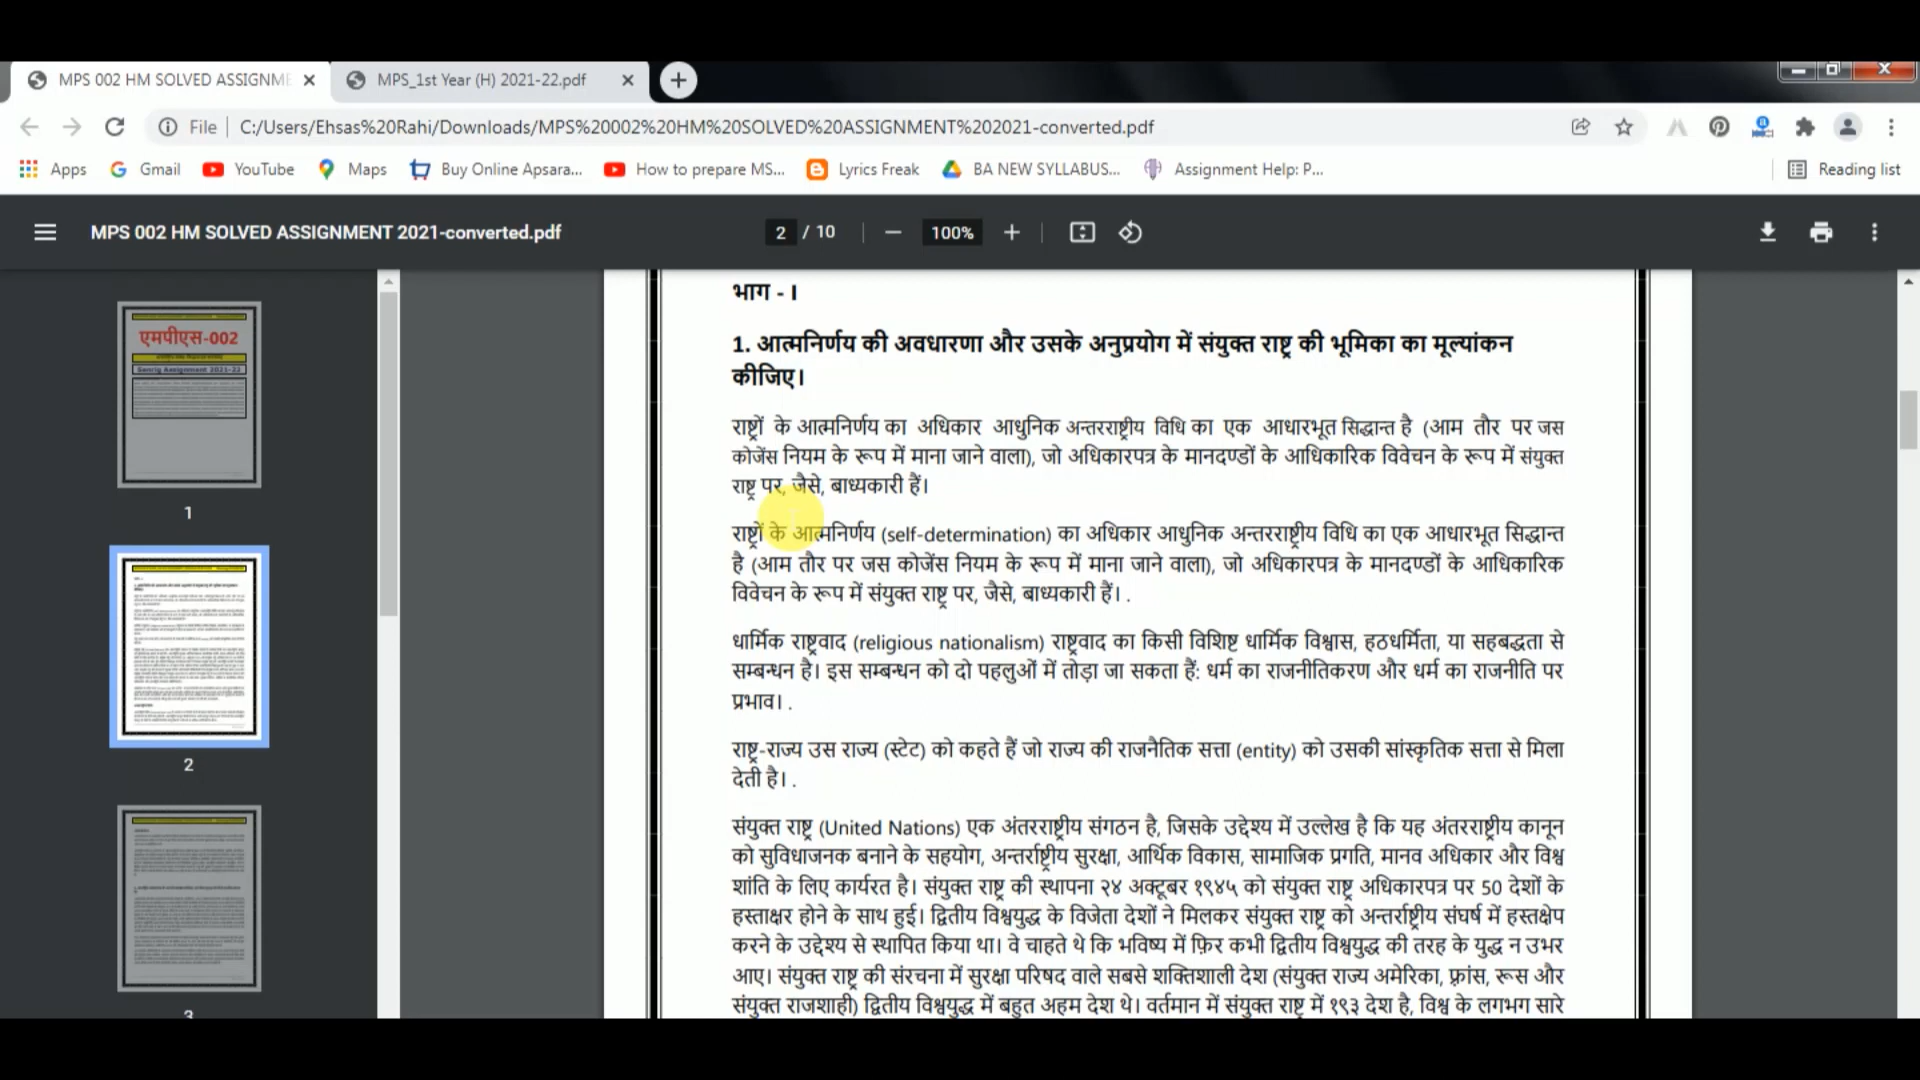 MPS 002 HM SOLVED ASSIGNME
MPS_1st Year (H) 2021-22.pdf
File
C:/Users/Ehsas%20Rahi/Downloads/MPS%20002%20HM%20SOLVED%20ASSIGNMENT%202021-converted.pdf
Apps
Gmail
YouTube
Maps
Buy Online Apsara...
How to prepare MS...
Lyrics Freak
BA NEW SYLLABUS...
Assignment Help: P...
Reading list
MPS 002 HM SOLVED ASSIGNMENT 2021-converted.pdf
2 / 10
100%
एमपीएस-002
Sanrig Assignment 2021-22
1
2
3
भाग - I
1. आत्मनिर्णय की अवधारणा और उसके अनुप्रयोग में संयुक्त राष्ट्र की भूमिका का मूल्यांकन
कीजिए।
राष्ट्रों के आत्मनिर्णय का अधिकार आधुनिक अन्तरराष्ट्रीय विधि का एक आधारभूत सिद्धान्त है (आम तौर पर जस
कोजेंस नियम के रूप में माना जाने वाला), जो अधिकारपत्र के मानदण्डों के आधिकारिक विवेचन के रूप में संयुक्त
राष्ट्र पर, जैसे, बाध्यकारी हैं।
राष्ट्रों के आत्मनिर्णय (self-determination) का अधिकार आधुनिक अन्तरराष्ट्रीय विधि का एक आधारभूत सिद्धान्त
है (आम तौर पर जस कोजेंस नियम के रूप में माना जाने वाला), जो अधिकारपत्र के मानदण्डों के आधिकारिक
विवेचन के रूप में संयुक्त राष्ट्र पर, जैसे, बाध्यकारी हैं। .
धार्मिक राष्ट्रवाद (religious nationalism) राष्ट्रवाद का किसी विशिष्ट धार्मिक विश्वास, हठधर्मिता, या सहबद्धता से
सम्बन्धन है। इस सम्बन्धन को दो पहलुओं में तोड़ा जा सकता हैं: धर्म का राजनीतिकरण और धर्म का राजनीति पर
प्रभाव। .
राष्ट्र-राज्य उस राज्य (स्टेट) को कहते हैं जो राज्य की राजनैतिक सत्ता (entity) को उसकी सांस्कृतिक सत्ता से मिला
देती है। .
संयुक्त राष्ट्र (United Nations) एक अंतरराष्ट्रीय संगठन है, जिसके उद्देश्य में उल्लेख है कि यह अंतरराष्ट्रीय कानून
को सुविधाजनक बनाने के सहयोग, अन्तर्राष्ट्रीय सुरक्षा, आर्थिक विकास, सामाजिक प्रगति, मानव अधिकार और विश्व
शांति के लिए कार्यरत है। संयुक्त राष्ट्र की स्थापना २४ अक्टूबर १९४५ को संयुक्त राष्ट्र अधिकारपत्र पर 50 देशों के
हस्ताक्षर होने के साथ हुई। द्वितीय विश्वयुद्ध के विजेता देशों ने मिलकर संयुक्त राष्ट्र को अन्तर्राष्ट्रीय संघर्ष में हस्तक्षेप
करने के उद्देश्य से स्थापित किया था। वे चाहते थे कि भविष्य में फ़िर कभी द्वितीय विश्वयुद्ध की तरह के युद्ध न उभर
आए। संयुक्त राष्ट्र की संरचना में सुरक्षा परिषद वाले सबसे शक्तिशाली देश (संयुक्त राज्य अमेरिका, फ़्रांस, रूस और
संयुक्त राजशाही) द्वितीय विश्वयुद्ध में बहुत अहम देश थे। वर्तमान में संयुक्त राष्ट्र में १९३ देश है, विश्व के लगभग सारे